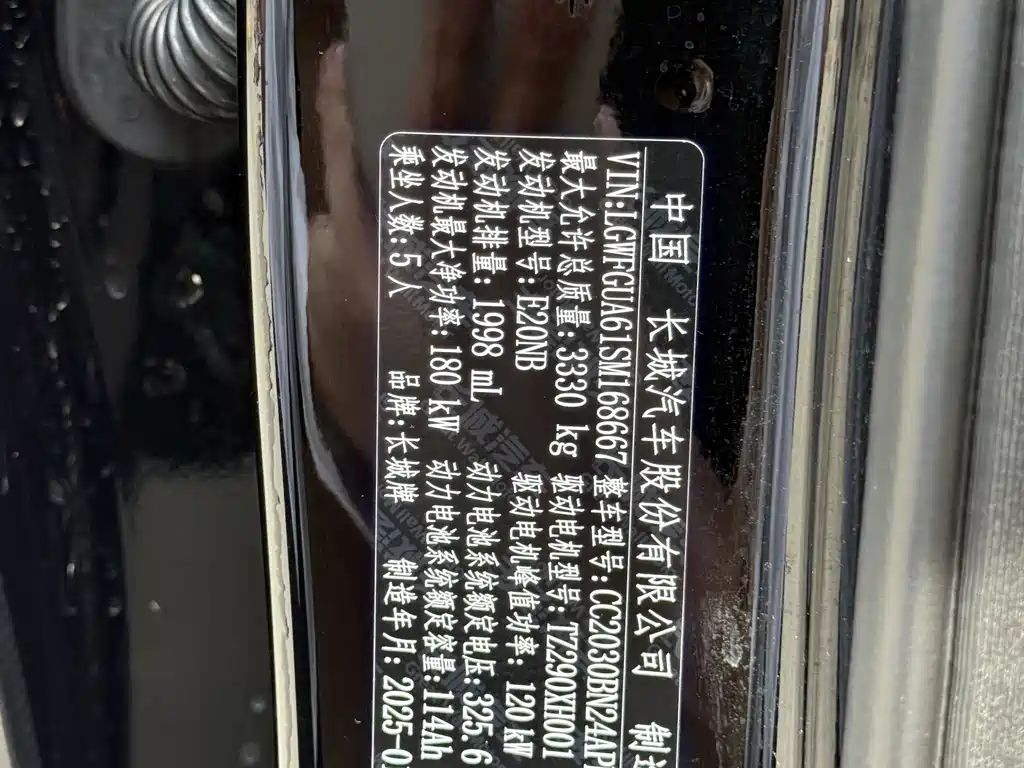 中国 长城汽车股份有限公司 制造
VIN:LGWFGUA61SM168667 整车型号:CC2030BN24AP
最大允许总质量:3330 kg 驱动电机型号:TZ290XH001
发动机型号:E20NB 驱动电机峰值功率:120kW
发动机排量:1998 mL 动力电池系统额定电压:325.6
发动机最大净功率:180kW 动力电池系统额定容量:114Ah
乘坐人数:5人 品牌:长城牌 制造年月:2025-0